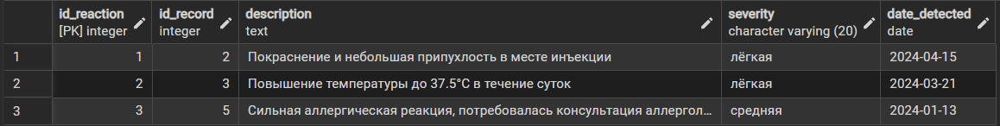 id_reaction id_record description severity date_detected
[PK] integer integer text character varying (20) date
1 1 2 Покраснение и небольшая припухлость в месте инъекции лёгкая 2024-04-15
2 2 3 Повышение температуры до 37.5°C в течение суток лёгкая 2024-03-21
3 3 5 Сильная аллергическая реакция, потребовалась консультация аллергол… средняя 2024-01-13